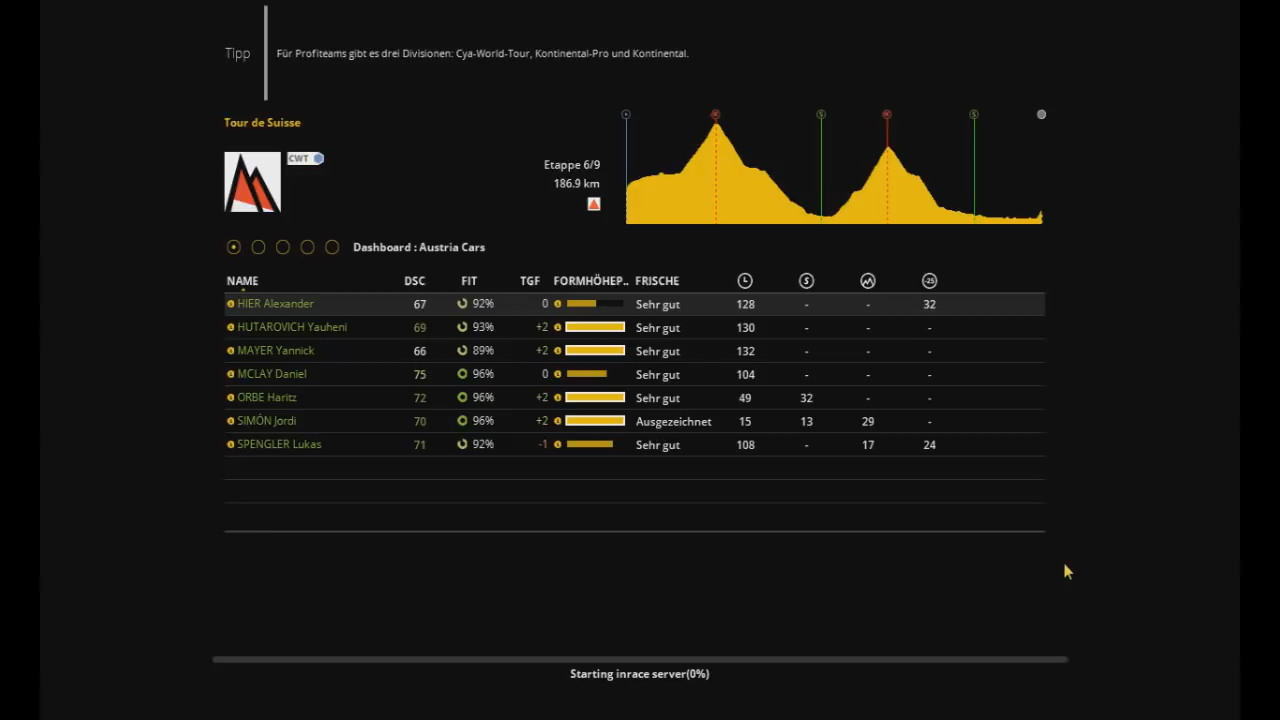 Tipp
Für Profiteams gibt es drei Divisionen: Cya-World-Tour, Kontinental-Pro und Kontinental.
Tour de Suisse
CWT
Etappe 6/9
186.9 km
Dashboard : Austria Cars
NAME DSC FIT TGF FORMHÖHEP.. FRISCHE S -25
HIER Alexander 67 92% 0 Sehr gut 128 - - 32
HUTAROVICH Yauheni 69 93% +2 Sehr gut 130 - - -
MAYER Yannick 66 89% +2 Sehr gut 132 - - -
MCLAY Daniel 75 96% 0 Sehr gut 104 - - -
ORBE Haritz 72 96% +2 Sehr gut 49 32 - -
SIMÓN Jordi 70 96% +2 Ausgezeichnet 15 13 29 -
SPENGLER Lukas 71 92% -1 Sehr gut 108 - 17 24
Starting inrace server(0%)